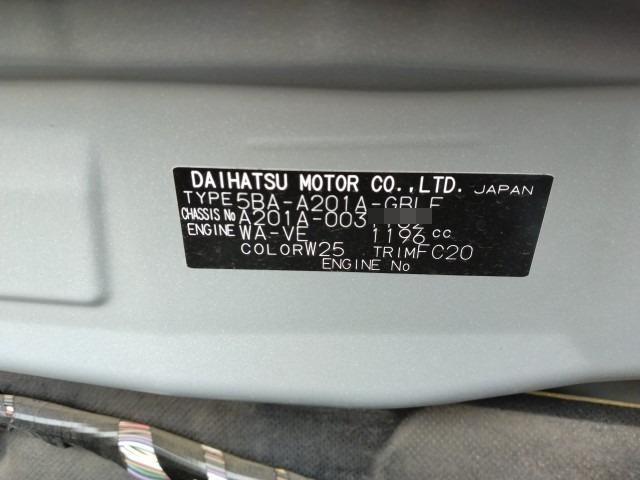 DAIHATSU MOTOR CO.,LTD. JAPAN
TYPE 5BA-A201A-GBLF
CHASSIS No A201A-003
ENGINE WA-VE 1196 cc
COLOR W25 TRIM FC20
ENGINE No